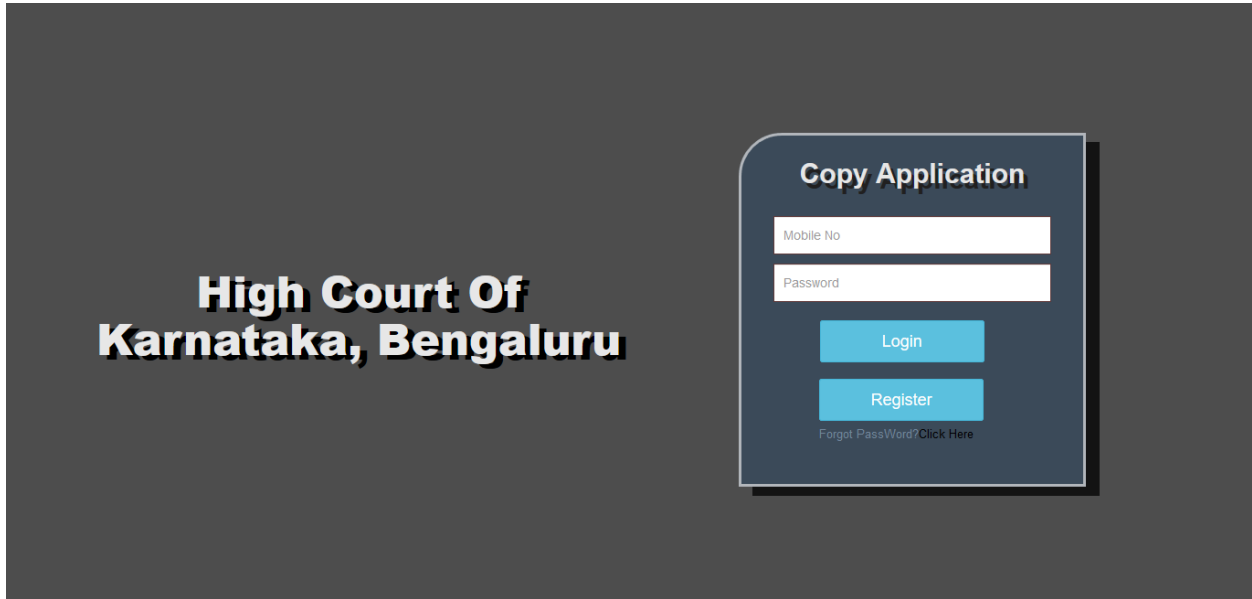 High Court Of
Karnataka, Bengaluru
Copy Application
Mobile No
Password
Login
Register
Forgot PassWord?Click Here